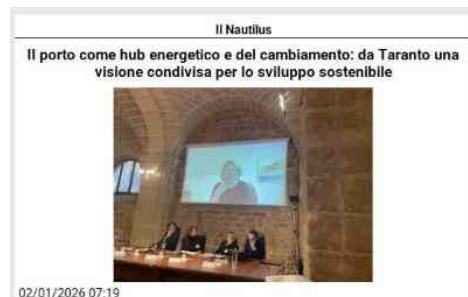 Il Nautilus
Il porto come hub energetico e del cambiamento: da Taranto una
visione condivisa per lo sviluppo sostenibile
02/01/2026 07:19